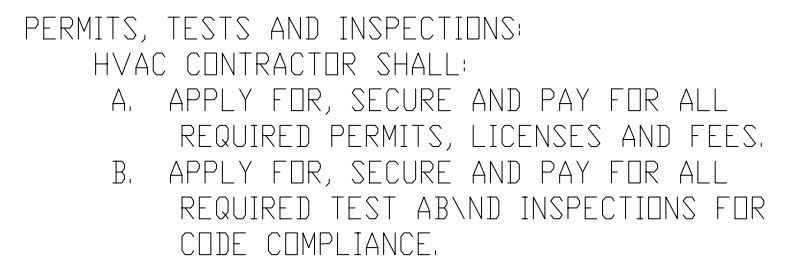 PERMITS, TESTS AND INSPECTIONS:
HVAC CONTRACTOR SHALL:
A. APPLY FOR, SECURE AND PAY FOR ALL
REQUIRED PERMITS, LICENSES AND FEES.
B. APPLY FOR, SECURE AND PAY FOR ALL
REQUIRED TEST AB\ND INSPECTIONS FOR
CODE COMPLIANCE.